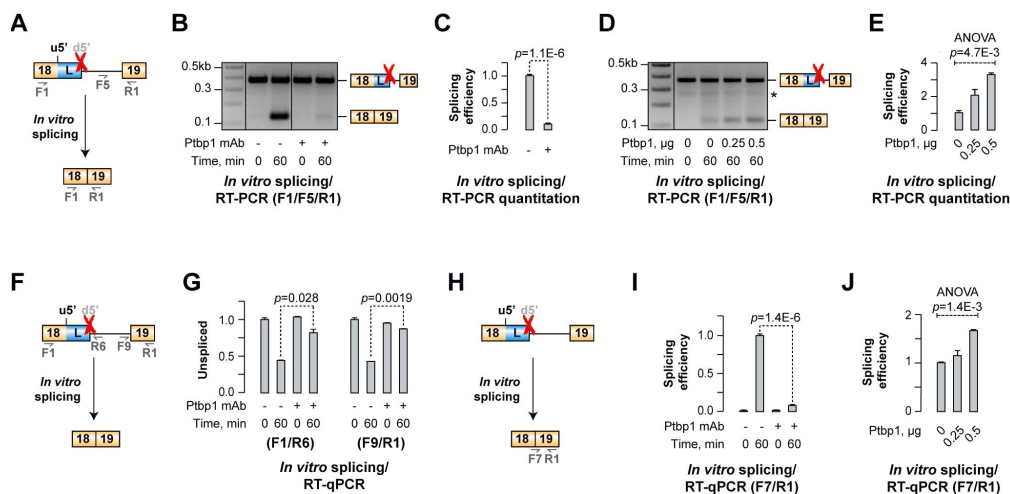 A
u5' d5'
18 L 19
F1 F5 R1
In vitro
splicing
18 19
F1 R1
B
0.5kb
0.3
0.1
18 L 19
18 19
Ptbp1 mAb - - + +
Time, min 0 60 0 60
In vitro splicing/
RT-PCR (F1/F5/R1)
C
p=1.1E-6
Splicing
efficiency
1.0
0.5
0.0
Ptbp1 mAb - +
In vitro splicing/
RT-PCR quantitation
D
0.5kb
0.3
0.1
18 L 19
*
18 19
Ptbp1, µg 0 0 0.25 0.5
Time, min 0 60 60 60
In vitro splicing/
RT-PCR (F1/F5/R1)
E
ANOVA
p=4.7E-3
Splicing
efficiency
4
3
2
1
0
Ptbp1, µg 0 0.25 0.5
In vitro splicing/
RT-PCR quantitation
F
u5' d5'
18 L 19
F1 R6 F9 R1
In vitro
splicing
18 19
G
p=0.028 p=0.0019
Unspliced
1.0
0.5
0.0
1.0
0.5
0.0
Ptbp1 mAb - - + + - - + +
Time, min 0 60 0 60 0 60 0 60
(F1/R6) (F9/R1)
In vitro splicing/
RT-qPCR
H
u5' d5'
18 L 19
In vitro
splicing
18 19
F7 R1
I
p=1.4E-6
Splicing
efficiency
1.0
0.5
0.0
Ptbp1 mAb - - + +
Time, min 0 60 0 60
In vitro splicing/
RT-qPCR (F7/R1)
J
ANOVA
p=1.4E-3
Splicing
efficiency
2
1
0
Ptbp1, µg 0 0.25 0.5
In vitro splicing/
RT-qPCR (F7/R1)